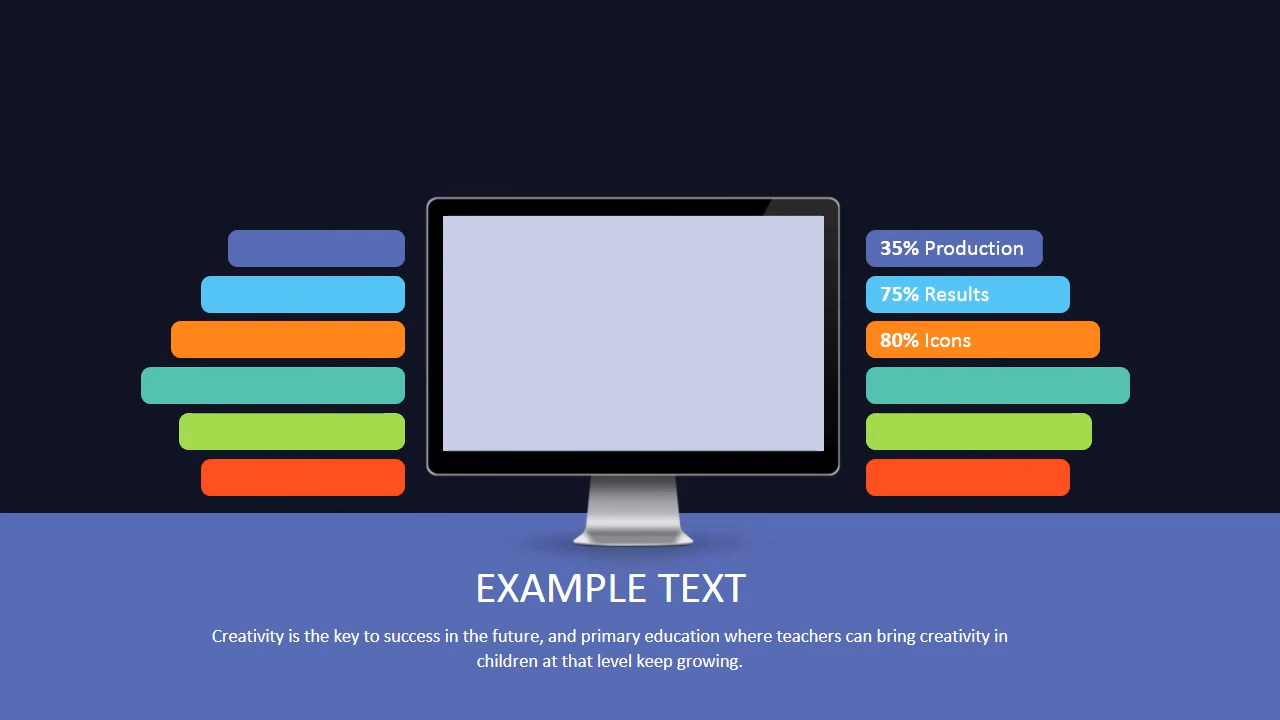 35% Production
75% Results
80% Icons
EXAMPLE TEXT
Creativity is the key to success in the future, and primary education where teachers can bring creativity in
children at that level keep growing.